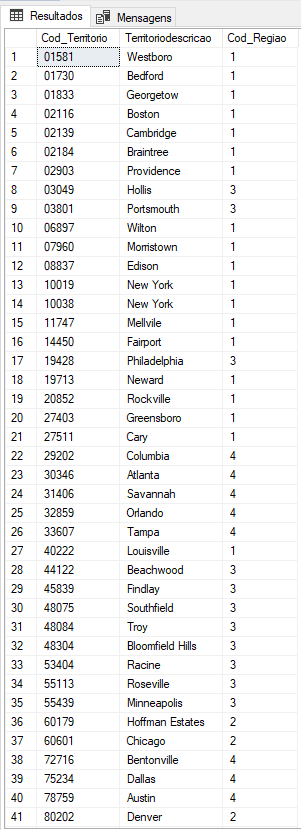 Resultados Mensagens
Cod_Territorio Territoriodescricao Cod_Regiao
1 01581 Westboro 1
2 01730 Bedford 1
3 01833 Georgetow 1
4 02116 Boston 1
5 02139 Cambridge 1
6 02184 Braintree 1
7 02903 Providence 1
8 03049 Hollis 3
9 03801 Portsmouth 3
10 06897 Wilton 1
11 07960 Morristown 1
12 08837 Edison 1
13 10019 New York 1
14 10038 New York 1
15 11747 Mellvile 1
16 14450 Fairport 1
17 19428 Philadelphia 3
18 19713 Neward 1
19 20852 Rockville 1
20 27403 Greensboro 1
21 27511 Cary 1
22 29202 Columbia 4
23 30346 Atlanta 4
24 31406 Savannah 4
25 32859 Orlando 4
26 33607 Tampa 4
27 40222 Louisville 1
28 44122 Beachwood 3
29 45839 Findlay 3
30 48075 Southfield 3
31 48084 Troy 3
32 48304 Bloomfield Hills 3
33 53404 Racine 3
34 55113 Roseville 3
35 55439 Minneapolis 3
36 60179 Hoffman Estates 2
37 60601 Chicago 2
38 72716 Bentonville 4
39 75234 Dallas 4
40 78759 Austin 4
41 80202 Denver 2